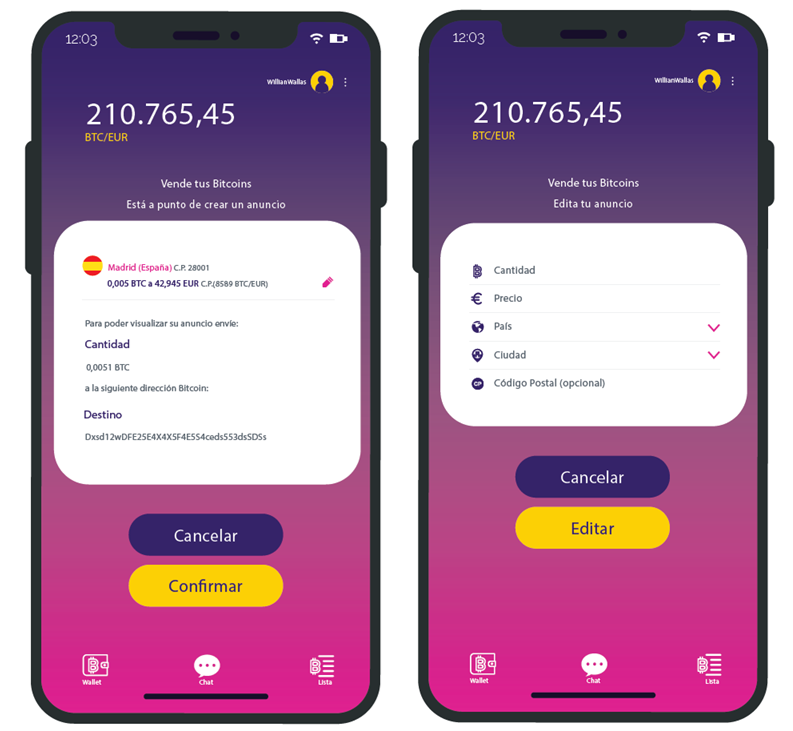 12:03
WillianWallas
210.765,45
BTC/EUR
Vende tus Bitcoins
Está a punto de crear un anuncio
Madrid (España) C.P. 28001
0,005 BTC a 42,945 EUR C.P.(8589 BTC/EUR)
Para poder visualizar su anuncio envíe:
Cantidad
0,0051 BTC
a la siguiente dirección Bitcoin:
Destino
Dxsd12wDFE25E4X4X5F4E5S4ceds553dsSDSs
Cancelar
Confirmar
Wallet
Chat
Lista
12:03
WillianWallas
210.765,45
BTC/EUR
Vende tus Bitcoins
Edita tu anuncio
Cantidad
Precio
País
Ciudad
CP Código Postal (opcional)
Cancelar
Editar
Wallet
Chat
Lista